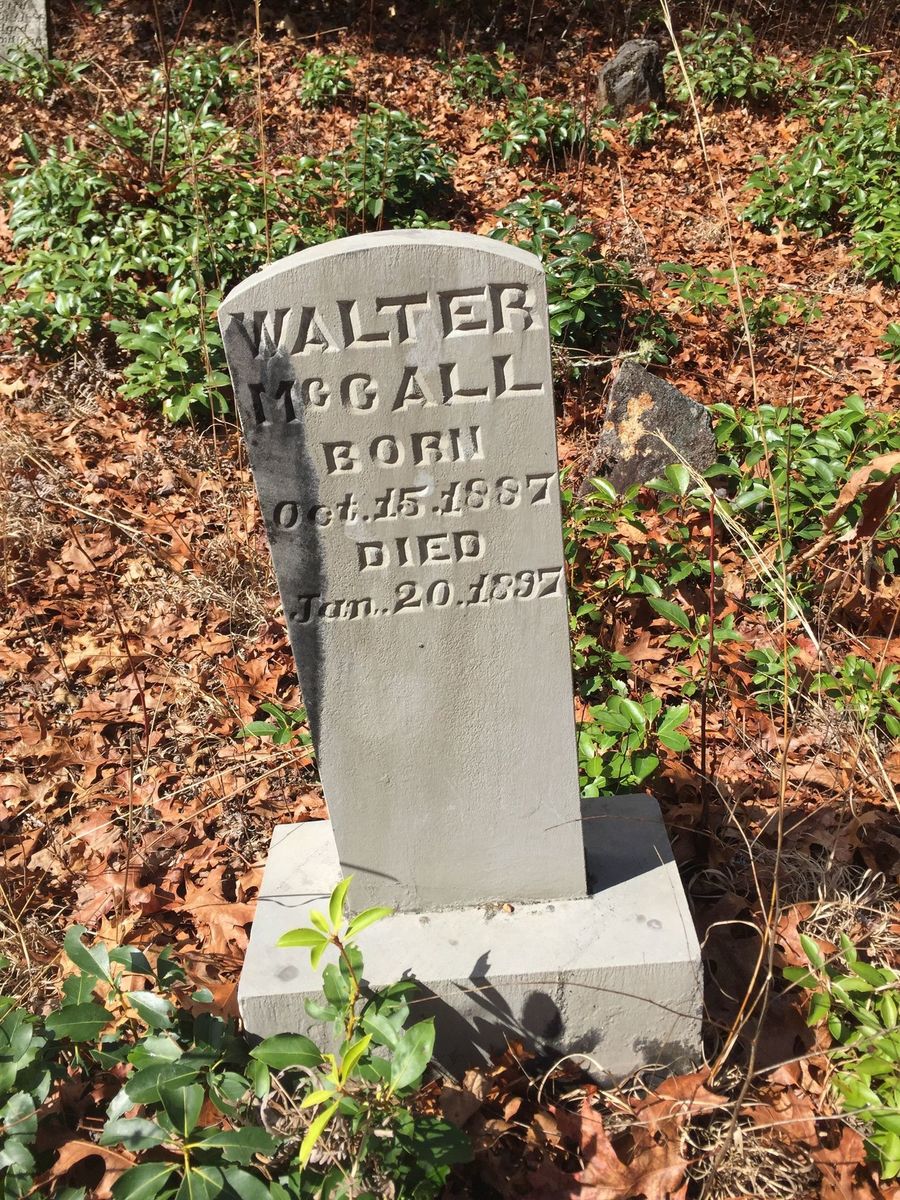 WALTER
McCALL
BORN
Oct. 15. 1887
DIED
Jan. 20. 1897